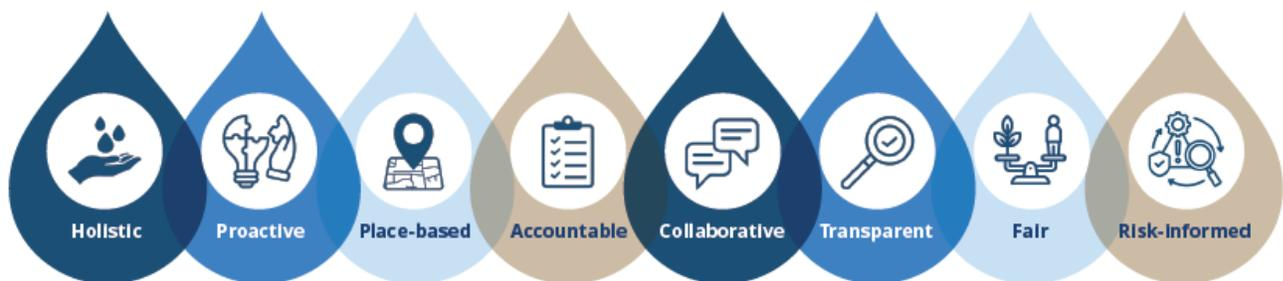 Holistic
Proactive
Place-based
Accountable
Collaborative
Transparent
Fair
Risk-informed